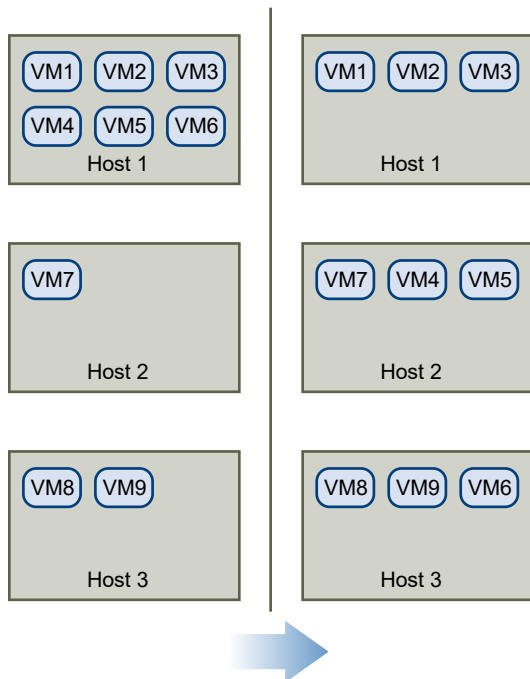 VM1 VM2 VM3
VM4 VM5 VM6
Host 1
VM7
Host 2
VM8 VM9
Host 3
VM1 VM2 VM3
Host 1
VM7 VM4 VM5
Host 2
VM8 VM9 VM6
Host 3